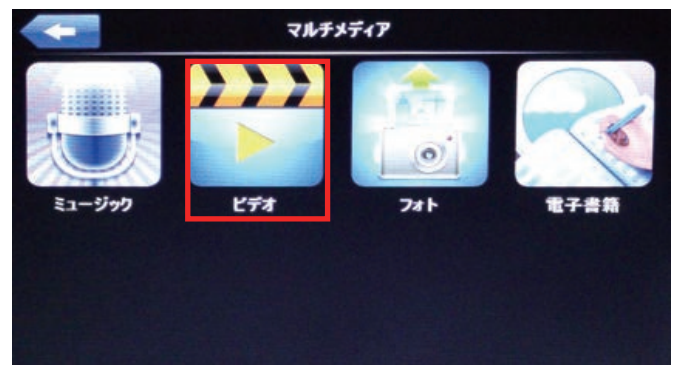 マルチメディア
ミュージック
ビデオ
フォト
電子書籍